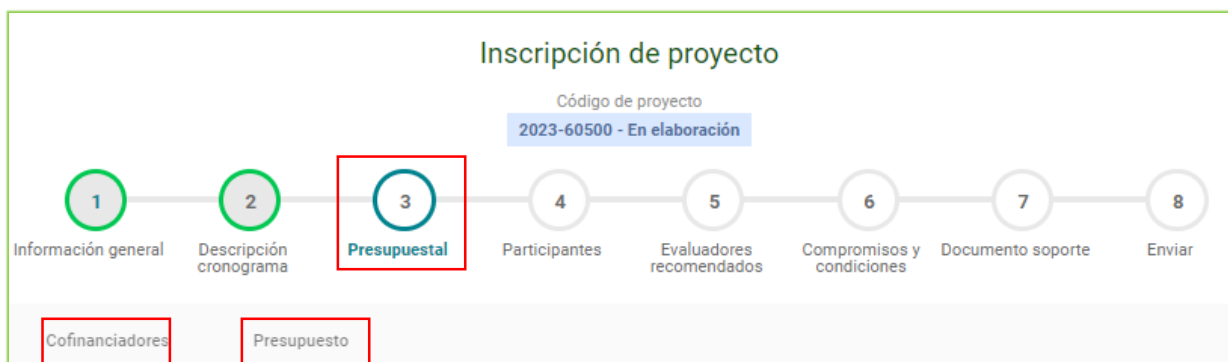 Inscripción de proyecto
Código de proyecto
2023-60500 - En elaboración
1 2 3 4 5 6 7 8
Información general Descripción cronograma Presupuestal Participantes Evaluadores recomendados Compromisos y condiciones Documento soporte Enviar
Cofinanciadores Presupuesto